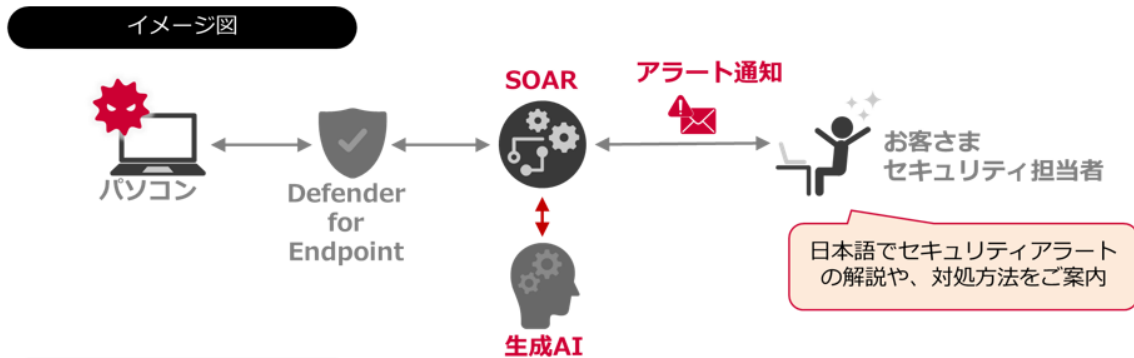 イメージ図
SOAR
アラート通知
パソコン
Defender
for
Endpoint
お客さま
セキュリティ担当者
生成AI
日本語でセキュリティアラート
の解説や、対処方法をご案内